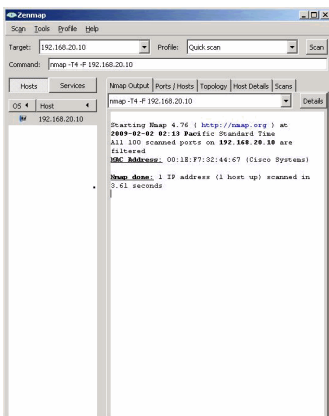 Zenmap
Scan Tools Profile Help
Target: 192.168.20.10 Profile: Quick scan Scan
Command: nmap -T4 -F 192.168.20.10
Hosts Services
OS Host
192.168.20.10
Nmap Output Ports / Hosts Topology Host Details Scans
nmap -T4 -F 192.168.20.10 Details
Starting Nmap 4.76 ( http://nmap.org ) at
2009-02-02 02:13 Pacific Standard Time
All 100 scanned ports on 192.168.20.10 are
filtered
MAC Address: 00:1E:F7:32:44:67 (Cisco Systems)
Nmap done: 1 IP address (1 host up) scanned in
3.61 seconds